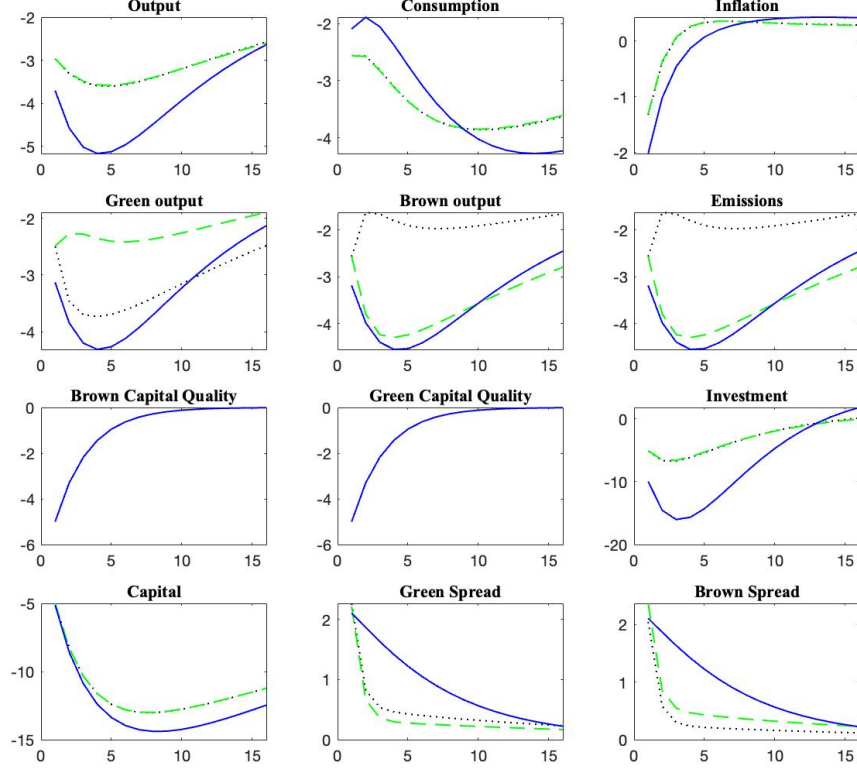 Output Consumption Inflation
-2 -3 -4 -5
0 5 10 15
-2 -3 -4
0 5 10 15
0 -1 -2
0 5 10 15
Green output Brown output Emissions
-2 -3 -4
0 5 10 15
-2 -3 -4
0 5 10 15
-2 -3 -4
0 5 10 15
Brown Capital Quality Green Capital Quality Investment
0 -2 -4 -6
0 5 10 15
0 -2 -4 -6
0 5 10 15
0 -10 -20
0 5 10 15
Capital Green Spread Brown Spread
-5 -10 -15
0 5 10 15
2 1 0
0 5 10 15
2 1 0
0 5 10 15